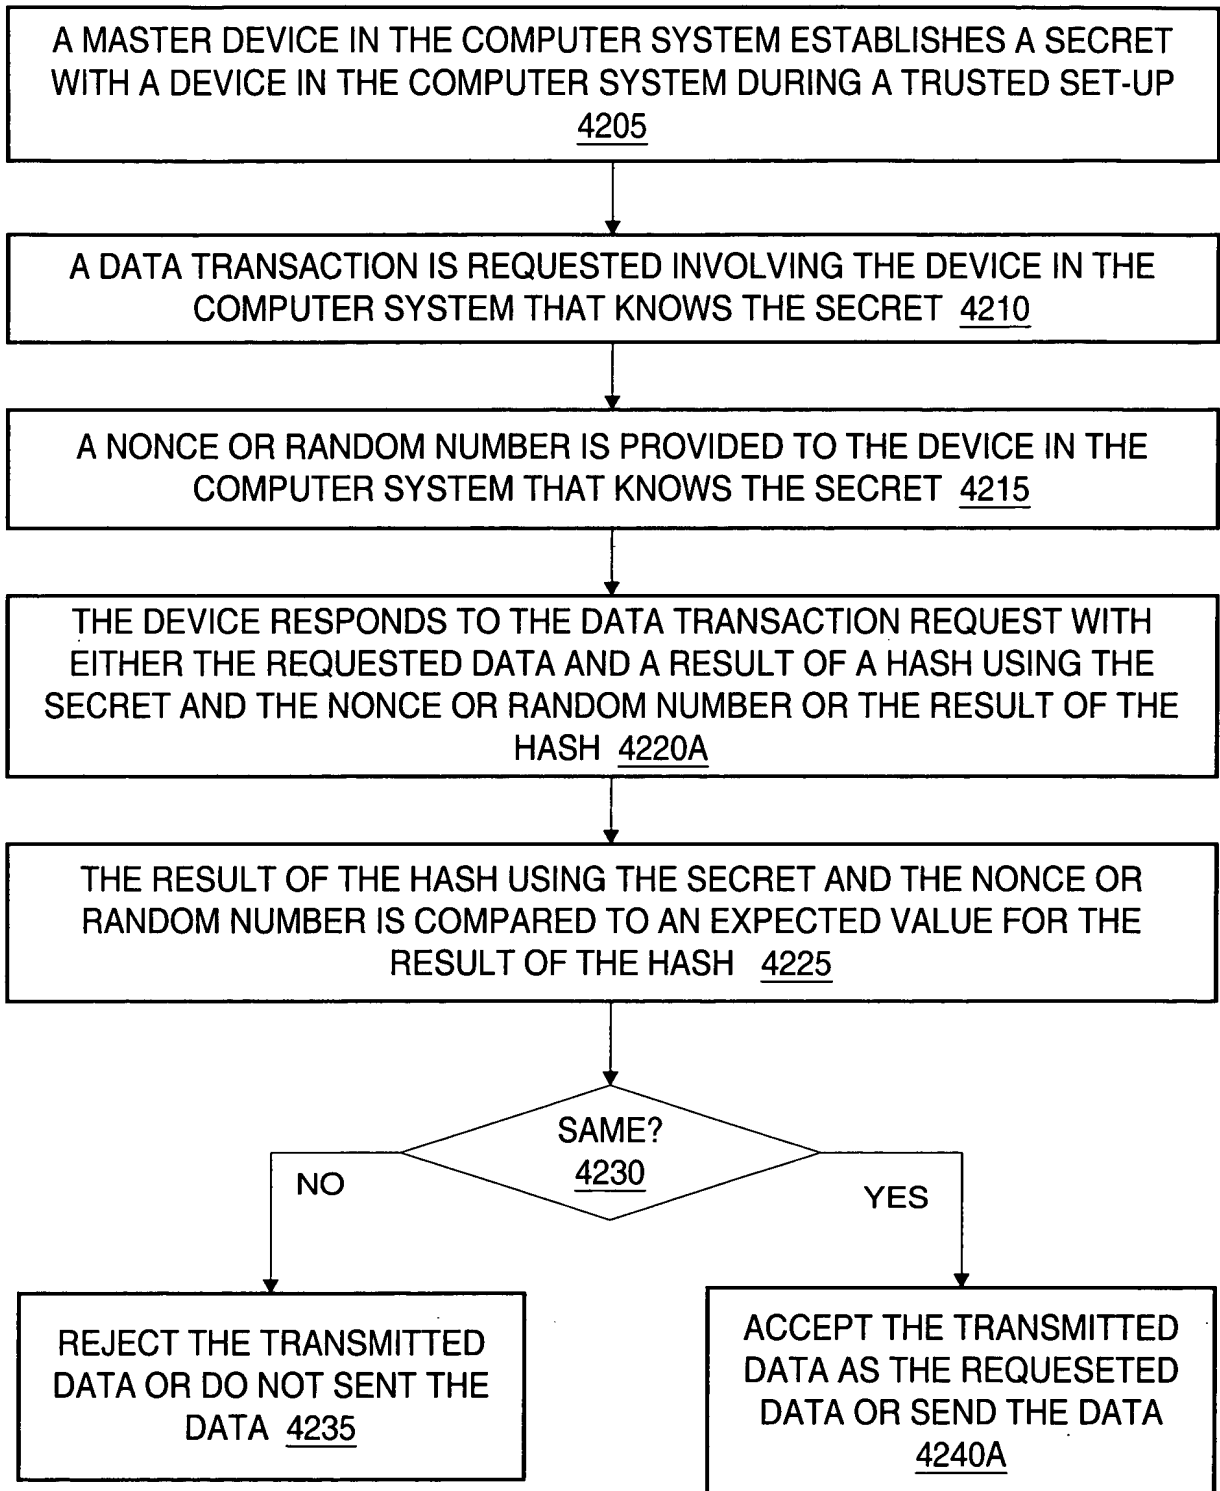 A MASTER DEVICE IN THE COMPUTER SYSTEM ESTABLISHES A SECRET
WITH A DEVICE IN THE COMPUTER SYSTEM DURING A TRUSTED SET-UP
4205
A DATA TRANSACTION IS REQUESTED INVOLVING THE DEVICE IN THE
COMPUTER SYSTEM THAT KNOWS THE SECRET 4210
A NONCE OR RANDOM NUMBER IS PROVIDED TO THE DEVICE IN THE
COMPUTER SYSTEM THAT KNOWS THE SECRET 4215
THE DEVICE RESPONDS TO THE DATA TRANSACTION REQUEST WITH
EITHER THE REQUESTED DATA AND A RESULT OF A HASH USING THE
SECRET AND THE NONCE OR RANDOM NUMBER OR THE RESULT OF THE
HASH 4220A
THE RESULT OF THE HASH USING THE SECRET AND THE NONCE OR
RANDOM NUMBER IS COMPARED TO AN EXPECTED VALUE FOR THE
RESULT OF THE HASH 4225
SAME?
4230
NO
YES
REJECT THE TRANSMITTED
DATA OR DO NOT SENT THE
DATA 4235
ACCEPT THE TRANSMITTED
DATA AS THE REQUESETED
DATA OR SEND THE DATA
4240A